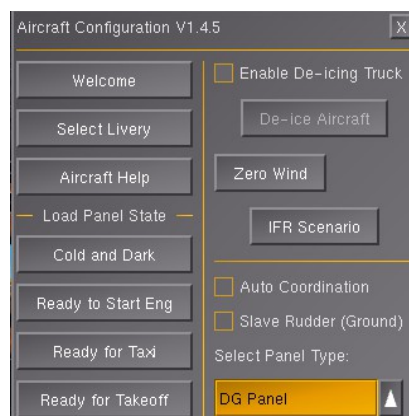 Aircraft Configuration V1.4.5
X
Welcome
Select Livery
Aircraft Help
Load Panel State
Cold and Dark
Ready to Start Eng
Ready for Taxi
Ready for Takeoff
Enable De-icing Truck
De-ice Aircraft
Zero Wind
IFR Scenario
Auto Coordination
Slave Rudder (Ground)
Select Panel Type:
DG Panel